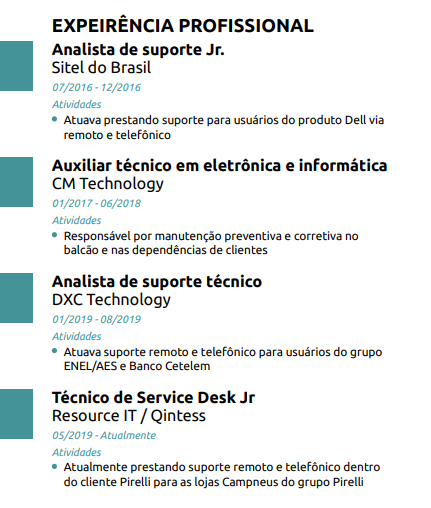 EXPEIRÊNCIA PROFISSIONAL
Analista de suporte Jr.
Sitel do Brasil
07/2016 - 12/2016
Atividades
Atuava prestando suporte para usuários do produto Dell via
remoto e telefônico
Auxiliar técnico em eletrônica e informática
CM Technology
01/2017 - 06/2018
Atividades
Responsável por manutenção preventiva e corretiva no
balcão e nas dependências de clientes
Analista de suporte técnico
DXC Technology
01/2019 - 08/2019
Atividades
Atuava suporte remoto e telefônico para usuários do grupo
ENEL/AES e Banco Cetelem
Técnico de Service Desk Jr
Resource IT / Qintess
05/2019 - Atualmente
Atividades
Atualmente prestando suporte remoto e telefônico dentro
do cliente Pirelli para as lojas Campneus do grupo Pirelli